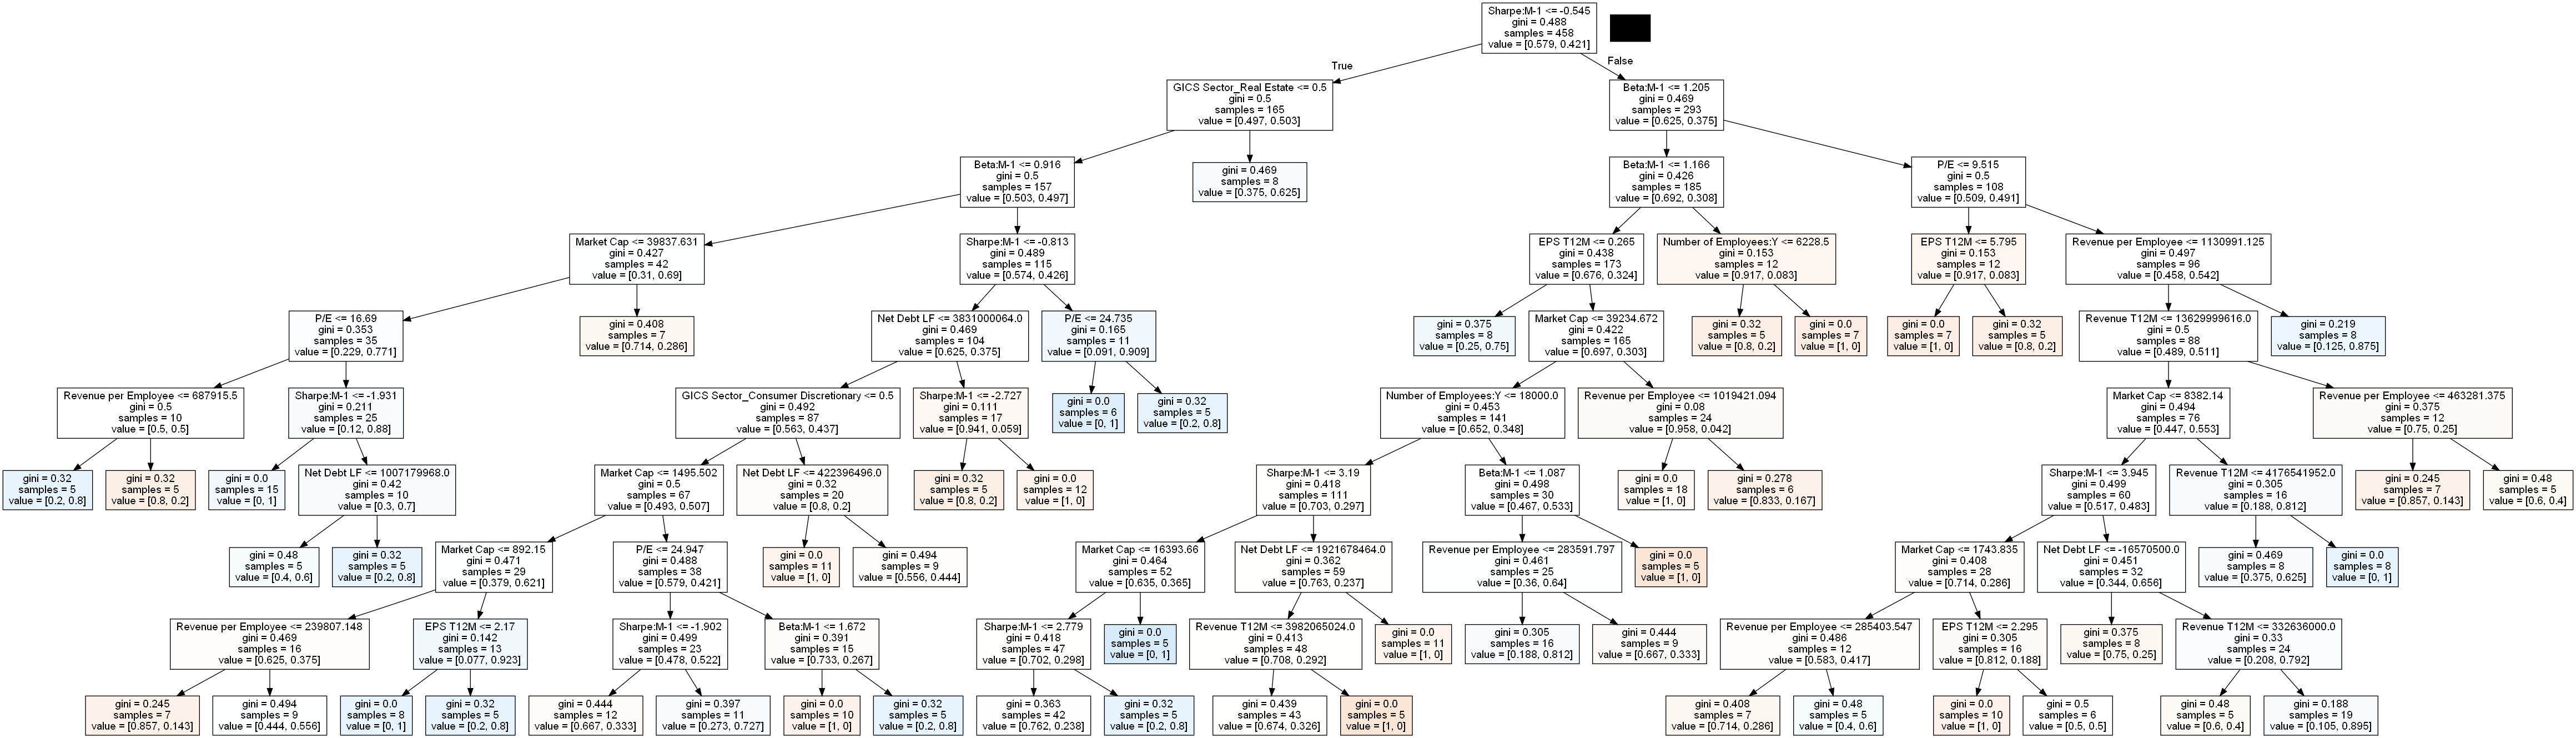 Sharpe:M-1 <= -0.545
gini = 0.488
samples = 458
value = [0.579, 0.421]
True
False
GICS Sector_Real Estate <= 0.5
gini = 0.5
samples = 165
value = [0.497, 0.503]
Beta:M-1 <= 1.205
gini = 0.469
samples = 293
value = [0.625, 0.375]
Beta:M-1 <= 0.916
gini = 0.5
samples = 157
value = [0.503, 0.497]
gini = 0.469
samples = 8
value = [0.375, 0.625]
Beta:M-1 <= 1.166
gini = 0.426
samples = 185
value = [0.692, 0.308]
P/E <= 9.515
gini = 0.5
samples = 108
value = [0.509, 0.491]
Market Cap <= 39837.631
gini = 0.427
samples = 42
value = [0.31, 0.69]
Sharpe:M-1 <= -0.813
gini = 0.489
samples = 115
value = [0.574, 0.426]
EPS T12M <= 0.265
gini = 0.438
samples = 173
value = [0.676, 0.324]
Number of Employees:Y <= 6228.5
gini = 0.153
samples = 12
value = [0.917, 0.083]
EPS T12M <= 5.795
gini = 0.153
samples = 12
value = [0.917, 0.083]
Revenue per Employee <= 1130991.125
gini = 0.497
samples = 96
value = [0.458, 0.542]
P/E <= 16.69
gini = 0.353
samples = 35
value = [0.229, 0.771]
gini = 0.408
samples = 7
value = [0.714, 0.286]
Net Debt LF <= 3831000064.0
gini = 0.469
samples = 104
value = [0.625, 0.375]
P/E <= 24.735
gini = 0.165
samples = 11
value = [0.091, 0.909]
gini = 0.375
samples = 8
value = [0.25, 0.75]
Market Cap <= 39234.672
gini = 0.422
samples = 165
value = [0.697, 0.303]
gini = 0.32
samples = 5
value = [0.8, 0.2]
gini = 0.0
samples = 7
value = [1, 0]
gini = 0.0
samples = 7
value = [1, 0]
gini = 0.32
samples = 5
value = [0.8, 0.2]
Revenue T12M <= 13629999616.0
gini = 0.5
samples = 88
value = [0.489, 0.511]
gini = 0.219
samples = 8
value = [0.125, 0.875]
Revenue per Employee <= 687915.5
gini = 0.5
samples = 10
value = [0.5, 0.5]
Sharpe:M-1 <= -1.931
gini = 0.211
samples = 25
value = [0.12, 0.88]
GICS Sector_Consumer Discretionary <= 0.5
gini = 0.492
samples = 87
value = [0.563, 0.437]
Sharpe:M-1 <= -2.727
gini = 0.111
samples = 17
value = [0.941, 0.059]
gini = 0.0
samples = 6
value = [0, 1]
gini = 0.32
samples = 5
value = [0.2, 0.8]
Number of Employees:Y <= 18000.0
gini = 0.453
samples = 141
value = [0.652, 0.348]
Revenue per Employee <= 1019421.094
gini = 0.08
samples = 24
value = [0.958, 0.042]
Market Cap <= 8382.14
gini = 0.494
samples = 76
value = [0.447, 0.553]
Revenue per Employee <= 463281.375
gini = 0.375
samples = 12
value = [0.75, 0.25]
gini = 0.32
samples = 5
value = [0.2, 0.8]
gini = 0.32
samples = 5
value = [0.8, 0.2]
gini = 0.0
samples = 15
value = [0, 1]
Net Debt LF <= 1007179968.0
gini = 0.42
samples = 10
value = [0.3, 0.7]
Market Cap <= 1495.502
gini = 0.5
samples = 67
value = [0.493, 0.507]
Net Debt LF <= 422396496.0
gini = 0.32
samples = 20
value = [0.8, 0.2]
gini = 0.32
samples = 5
value = [0.8, 0.2]
gini = 0.0
samples = 12
value = [1, 0]
Sharpe:M-1 <= 3.19
gini = 0.418
samples = 111
value = [0.703, 0.297]
Beta:M-1 <= 1.087
gini = 0.498
samples = 30
value = [0.467, 0.533]
gini = 0.0
samples = 18
value = [1, 0]
gini = 0.278
samples = 6
value = [0.833, 0.167]
Sharpe:M-1 <= 3.945
gini = 0.499
samples = 60
value = [0.517, 0.483]
Revenue T12M <= 4176541952.0
gini = 0.305
samples = 16
value = [0.188, 0.812]
gini = 0.245
samples = 7
value = [0.857, 0.143]
gini = 0.48
samples = 5
value = [0.6, 0.4]
gini = 0.48
samples = 5
value = [0.4, 0.6]
gini = 0.32
samples = 5
value = [0.2, 0.8]
Market Cap <= 892.15
gini = 0.471
samples = 29
value = [0.379, 0.621]
P/E <= 24.947
gini = 0.488
samples = 38
value = [0.579, 0.421]
gini = 0.0
samples = 11
value = [1, 0]
gini = 0.494
samples = 9
value = [0.556, 0.444]
Market Cap <= 16393.66
gini = 0.464
samples = 52
value = [0.635, 0.365]
Net Debt LF <= 1921678464.0
gini = 0.362
samples = 59
value = [0.763, 0.237]
Revenue per Employee <= 283591.797
gini = 0.461
samples = 25
value = [0.36, 0.64]
gini = 0.0
samples = 5
value = [1, 0]
Market Cap <= 1743.835
gini = 0.408
samples = 28
value = [0.714, 0.286]
Net Debt LF <= -16570500.0
gini = 0.451
samples = 32
value = [0.344, 0.656]
gini = 0.469
samples = 8
value = [0.375, 0.625]
gini = 0.0
samples = 8
value = [0, 1]
Revenue per Employee <= 239807.148
gini = 0.469
samples = 16
value = [0.625, 0.375]
EPS T12M <= 2.17
gini = 0.142
samples = 13
value = [0.077, 0.923]
Sharpe:M-1 <= -1.902
gini = 0.499
samples = 23
value = [0.478, 0.522]
Beta:M-1 <= 1.672
gini = 0.391
samples = 15
value = [0.733, 0.267]
Sharpe:M-1 <= 2.779
gini = 0.418
samples = 47
value = [0.702, 0.298]
gini = 0.0
samples = 5
value = [0, 1]
Revenue T12M <= 3982065024.0
gini = 0.413
samples = 48
value = [0.708, 0.292]
gini = 0.0
samples = 11
value = [1, 0]
gini = 0.305
samples = 16
value = [0.188, 0.812]
gini = 0.444
samples = 9
value = [0.667, 0.333]
Revenue per Employee <= 285403.547
gini = 0.486
samples = 12
value = [0.583, 0.417]
EPS T12M <= 2.295
gini = 0.305
samples = 16
value = [0.812, 0.188]
gini = 0.375
samples = 8
value = [0.75, 0.25]
Revenue T12M <= 332636000.0
gini = 0.33
samples = 24
value = [0.208, 0.792]
gini = 0.245
samples = 7
value = [0.857, 0.143]
gini = 0.494
samples = 9
value = [0.444, 0.556]
gini = 0.0
samples = 8
value = [0, 1]
gini = 0.32
samples = 5
value = [0.2, 0.8]
gini = 0.444
samples = 12
value = [0.667, 0.333]
gini = 0.397
samples = 11
value = [0.273, 0.727]
gini = 0.0
samples = 10
value = [1, 0]
gini = 0.32
samples = 5
value = [0.2, 0.8]
gini = 0.363
samples = 42
value = [0.762, 0.238]
gini = 0.32
samples = 5
value = [0.2, 0.8]
gini = 0.439
samples = 43
value = [0.674, 0.326]
gini = 0.0
samples = 5
value = [1, 0]
gini = 0.408
samples = 7
value = [0.714, 0.286]
gini = 0.48
samples = 5
value = [0.4, 0.6]
gini = 0.0
samples = 10
value = [1, 0]
gini = 0.5
samples = 6
value = [0.5, 0.5]
gini = 0.48
samples = 5
value = [0.6, 0.4]
gini = 0.188
samples = 19
value = [0.105, 0.895]